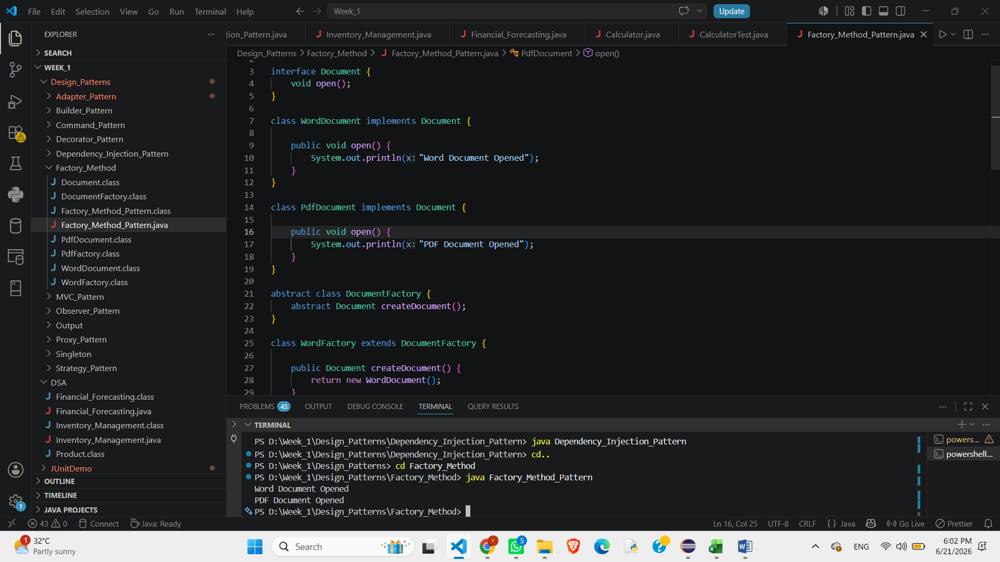 File Edit Selection View Go Run Terminal Help
Week_1
Update
EXPLORER
SEARCH
WEEK_1
Design_Patterns
Adapter_Pattern
Builder_Pattern
Command_Pattern
Decorator_Pattern
Dependency_Injection_Pattern
Factory_Method
Document.class
DocumentFactory.class
Factory_Method_Pattern.class
Factory_Method_Pattern.java
PdfDocument.class
PdfFactory.class
WordDocument.class
WordFactory.class
MVC_Pattern
Observer_Pattern
Output
Proxy_Pattern
Singleton
Strategy_Pattern
DSA
Financial_Forecasting.class
Financial_Forecasting.java
Inventory_Management.class
Inventory_Management.java
Product.class
JUnitDemo
OUTLINE
TIMELINE
JAVA PROJECTS
tion_Pattern.java Inventory_Management.java Financial_Forecasting.java Calculator.java CalculatorTest.java Factory_Method_Pattern.java
Design_Patterns > Factory_Method > Factory_Method_Pattern.java > PdfDocument > open()
2
3 interface Document {
4 void open();
5 }
6
7 class WordDocument implements Document {
8
9 public void open() {
10 System.out.println(x: "Word Document Opened");
11 }
12 }
13
14 class PdfDocument implements Document {
15
16 public void open() {
17 System.out.println(x: "PDF Document Opened");
18 }
19 }
20
21 abstract class DocumentFactory {
22 abstract Document createDocument();
23 }
24
25 class WordFactory extends DocumentFactory {
26
27 public Document createDocument() {
28 return new WordDocument();
29 }
PROBLEMS 43 OUTPUT DEBUG CONSOLE TERMINAL QUERY RESULTS
TERMINAL
PS D:\Week_1\Design_Patterns\Dependency_Injection_Pattern> java Dependency_Injection_Pattern
PS D:\Week_1\Design_Patterns\Dependency_Injection_Pattern> cd..
PS D:\Week_1\Design_Patterns> cd Factory_Method
PS D:\Week_1\Design_Patterns\Factory_Method> java Factory_Method_Pattern
Word Document Opened
PDF Document Opened
PS D:\Week_1\Design_Patterns\Factory_Method>
powers...
powershell...
1
43 0 Connect Java: Ready
Ln 16, Col 25 UTF-8 CRLF { } Java Go Live Prettier
1
32°C
Partly sunny
Search
r
5
ENG
6:02 PM
6/21/2026